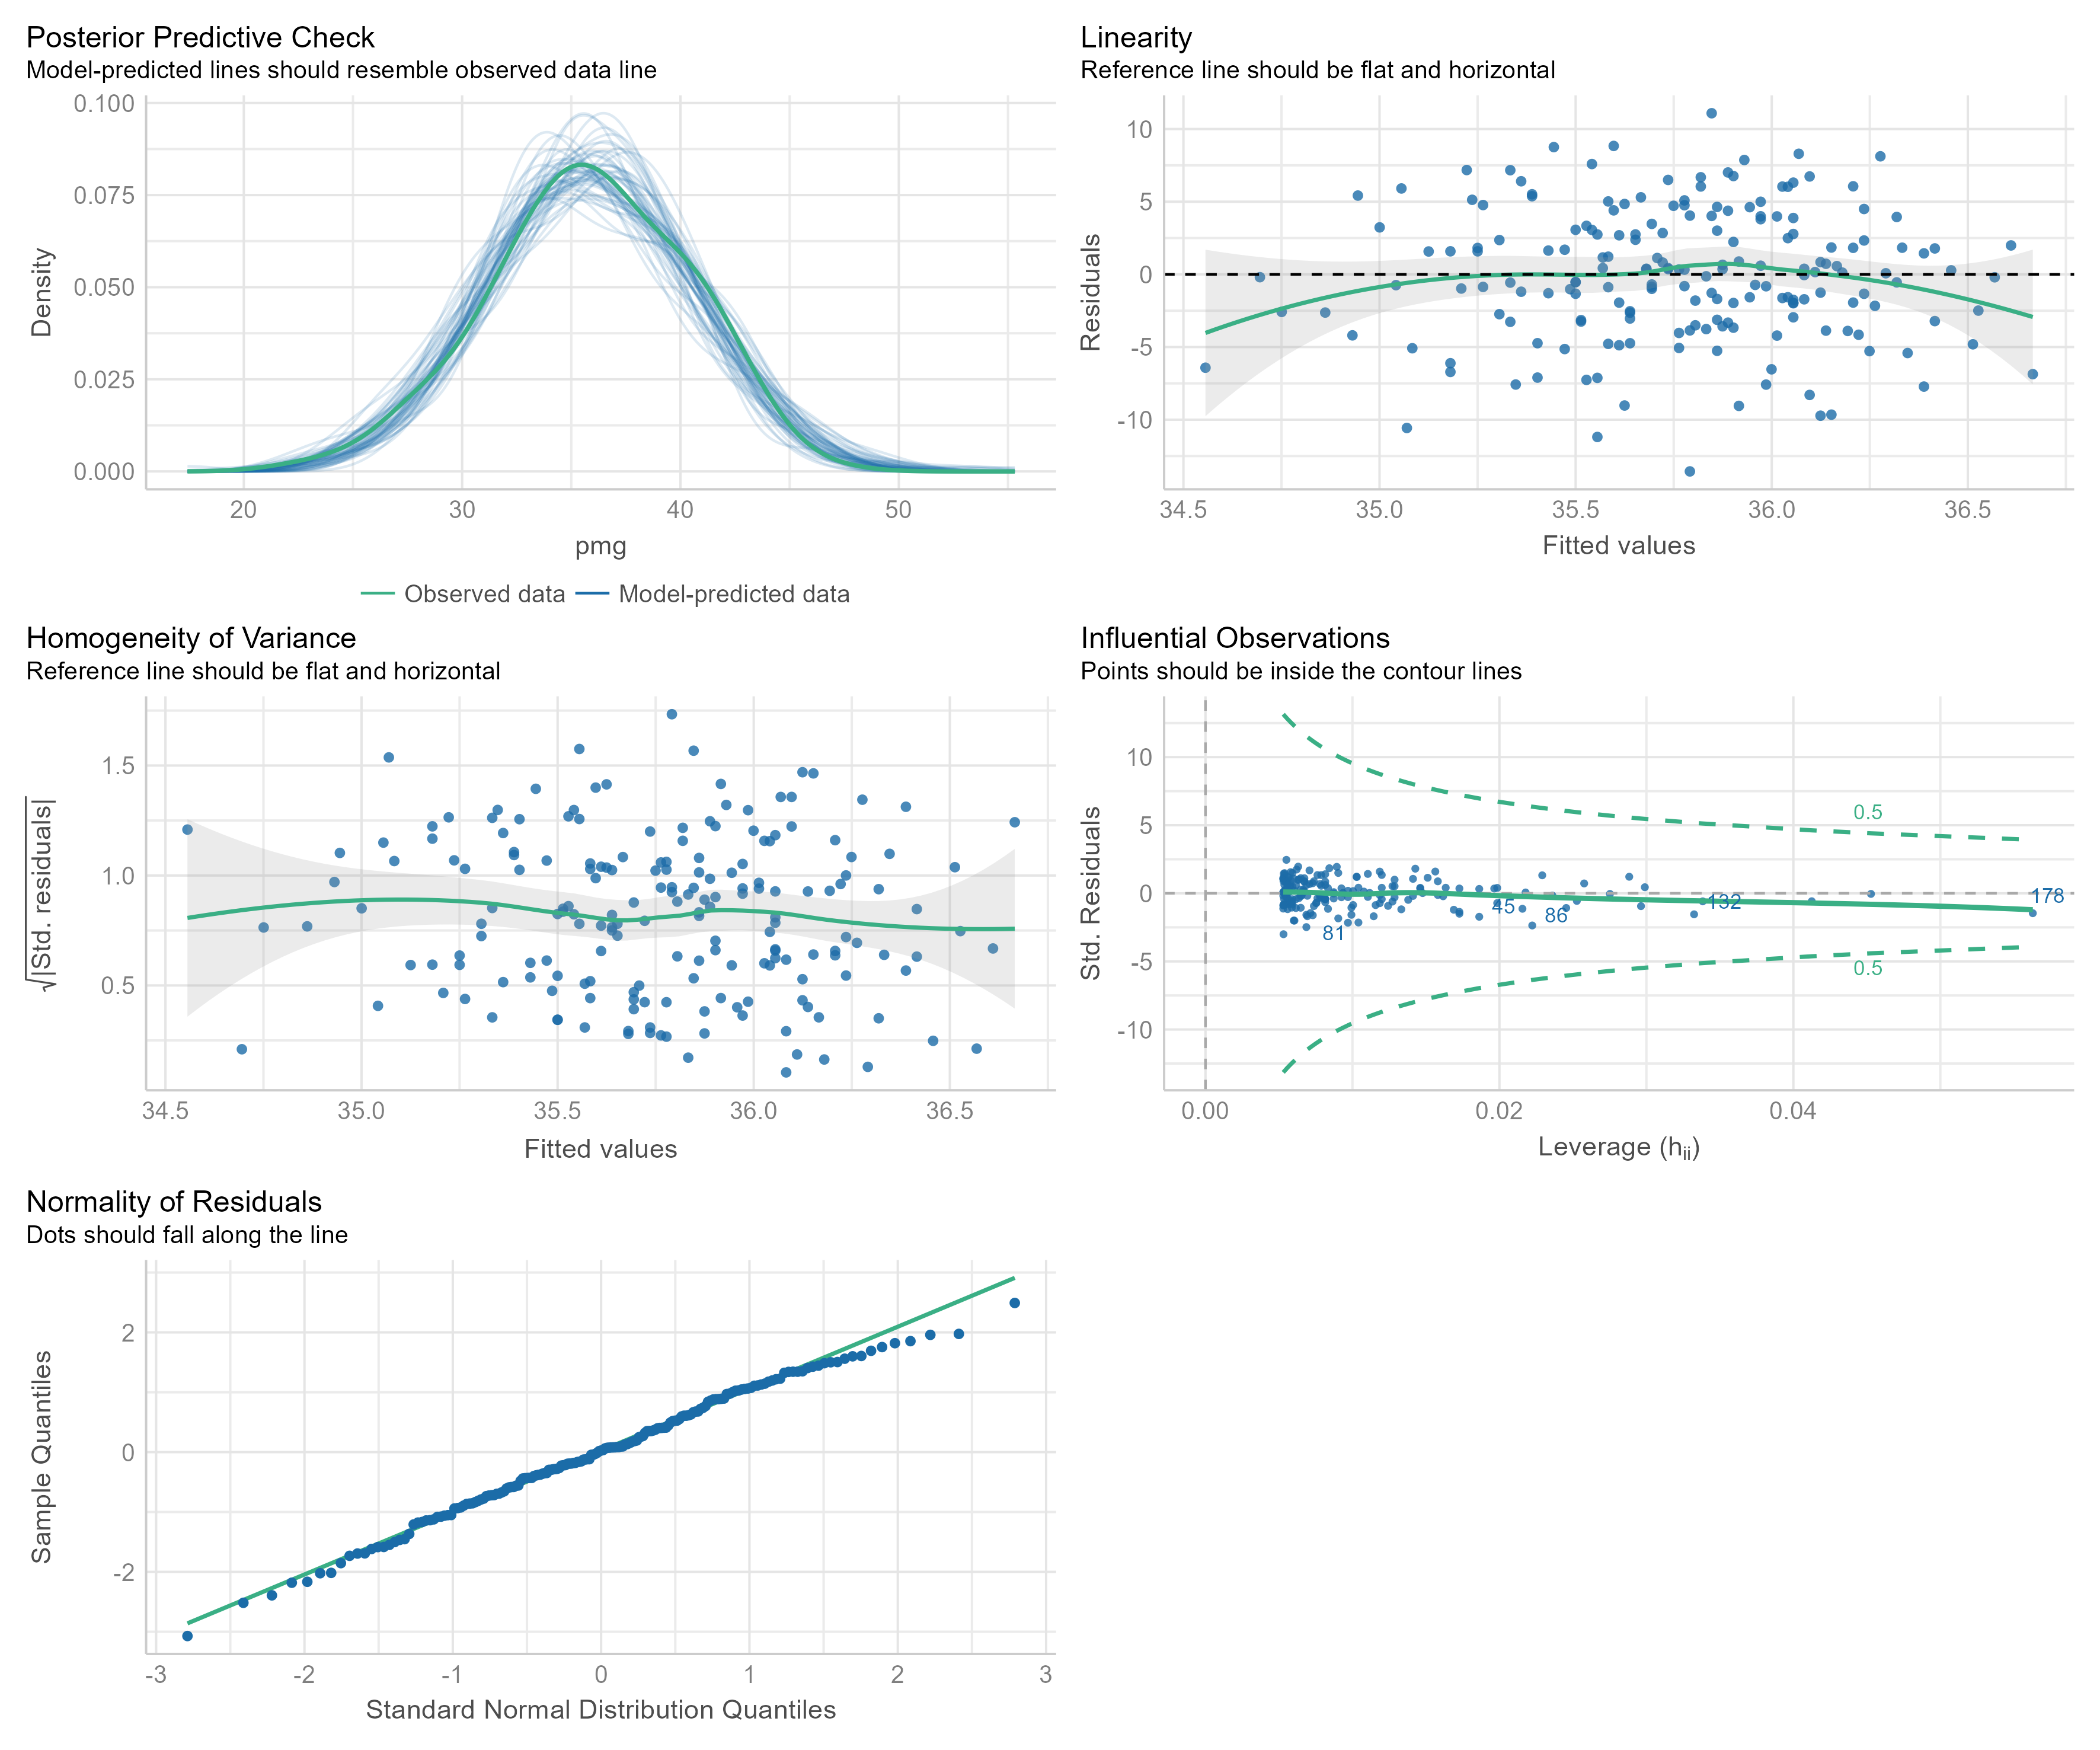 Posterior Predictive Check
Model-predicted lines should resemble observed data line
0.100
0.075
0.050
0.025
0.000
Density
20 30 40 50
pmg
Observed data Model-predicted data
Linearity
Reference line should be flat and horizontal
10
5
0
-5
-10
Residuals
34.5 35.0 35.5 36.0 36.5
Fitted values
Homogeneity of Variance
Reference line should be flat and horizontal
1.5
1.0
0.5
√|Std. residuals|
34.5 35.0 35.5 36.0 36.5
Fitted values
Influential Observations
Points should be inside the contour lines
10
5
0
-5
-10
Std. Residuals
0.5
178
132
45
86
81
0.5
0.00 0.02 0.04
Leverage (hᵢᵢ)
Normality of Residuals
Dots should fall along the line
2
0
-2
Sample Quantiles
-3 -2 -1 0 1 2 3
Standard Normal Distribution Quantiles